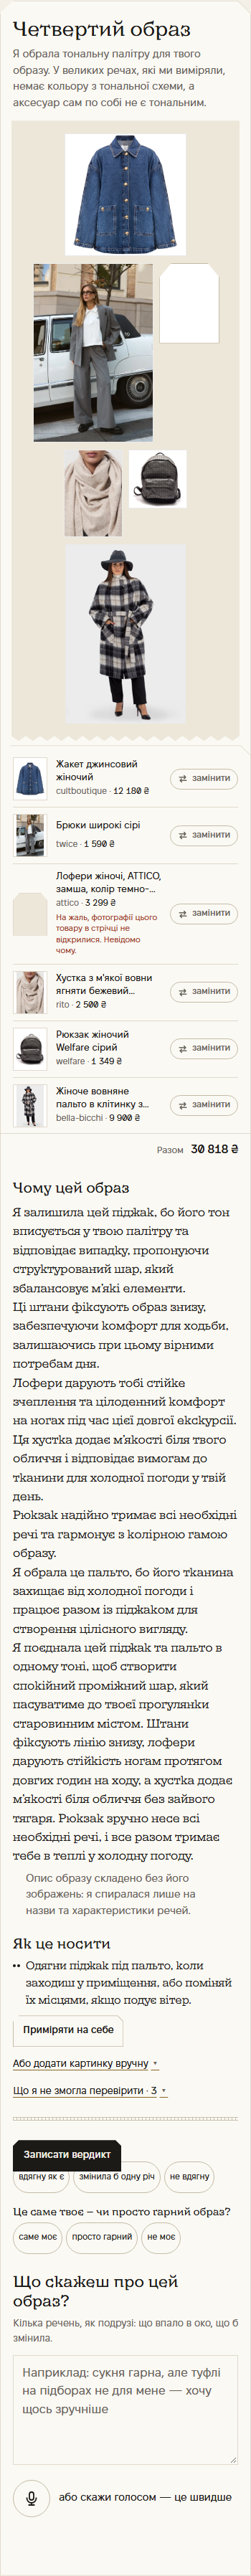 Четвертий образ
Я обрала тональну палітру для твого
образу. У великих речах, які ми виміряли,
немає кольору з тональної схеми, а
аксесуар сам по собі не є тональним.
Жакет джинсовий
жіночий
cultboutique · 12 180 ₴
замінити
Брюки широкі сірі
twice · 1 590 ₴
замінити
Лофери жіночі, ATTICO,
замша, колір темно-...
attico · 3 299 ₴
На жаль, фотографії цього
товару в стрічці не
відкрилися. Невідомо
чому.
замінити
Хустка з м'якої вовни
ягняти бежевий...
rito · 2 500 ₴
замінити
Рюкзак жіночий
Welfare сірий
welfare · 1 349 ₴
замінити
Жіноче вовняне
пальто в клітинку з...
bella-bicchi · 9 900 ₴
замінити
Разом 30 818 ₴
Чому цей образ
Я залишила цей піджак, бо його тон
вписується у твою палітру та
відповідає випадку, пропонуючи
структурований шар, який
збалансовує м'які елементи.
Ці штани фіксують образ знизу,
забезпечуючи комфорт для ходьби,
залишаючись при цьому вірними
потребам дня.
Лофери дарують тобі стійке
зчеплення та цілоденний комфорт
на ногах під час цієї довгої екскурсії.
Ця хустка додає м'якості біля твого
обличчя і відповідає вимогам до
тканини для холодної погоди у твій
день.
Рюкзак надійно тримає всі необхідні
речі та гармонує з колірною гамою
образу.
Я обрала це пальто, бо його тканина
захищає від холодної погоди і
працює разом із піджаком для
створення цілісного вигляду.
Я поєднала цей піджак та пальто в
одному тоні, щоб створити
спокійний проміжний шар, який
пасуватиме до твоєї прогулянки
старовинним містом. Штани
фіксують лінію знизу, лофери
дарують стійкість ногам протягом
довгих годин на ходу, а хустка додає
м'якості біля обличчя без зайвого
тягаря. Рюкзак зручно несе всі
необхідні речі, і все разом тримає
тебе в теплі у холодну погоду.
Опис образу складено без його
зображень: я спиралася лише на
назви та характеристики речей.
Як це носити
Одягни піджак під пальто, коли
заходиш у приміщення, або поміняй
їх місцями, якщо подує вітер.
Приміряти на себе
Або додати картинку вручну
Що я не змогла перевірити · 3
Записати вердикт
вдягну як є
змінила б одну річ
не вдягну
Це саме твоє — чи просто гарний образ?
саме моє
просто гарний
не моє
Що скажеш про цей
образ?
Кілька речень, як подрузі: що впало в око, що б
змінила.
Наприклад: сукня гарна, але туфлі
на підборах не для мене — хочу
щось зручніше
або скажи голосом — це швидше